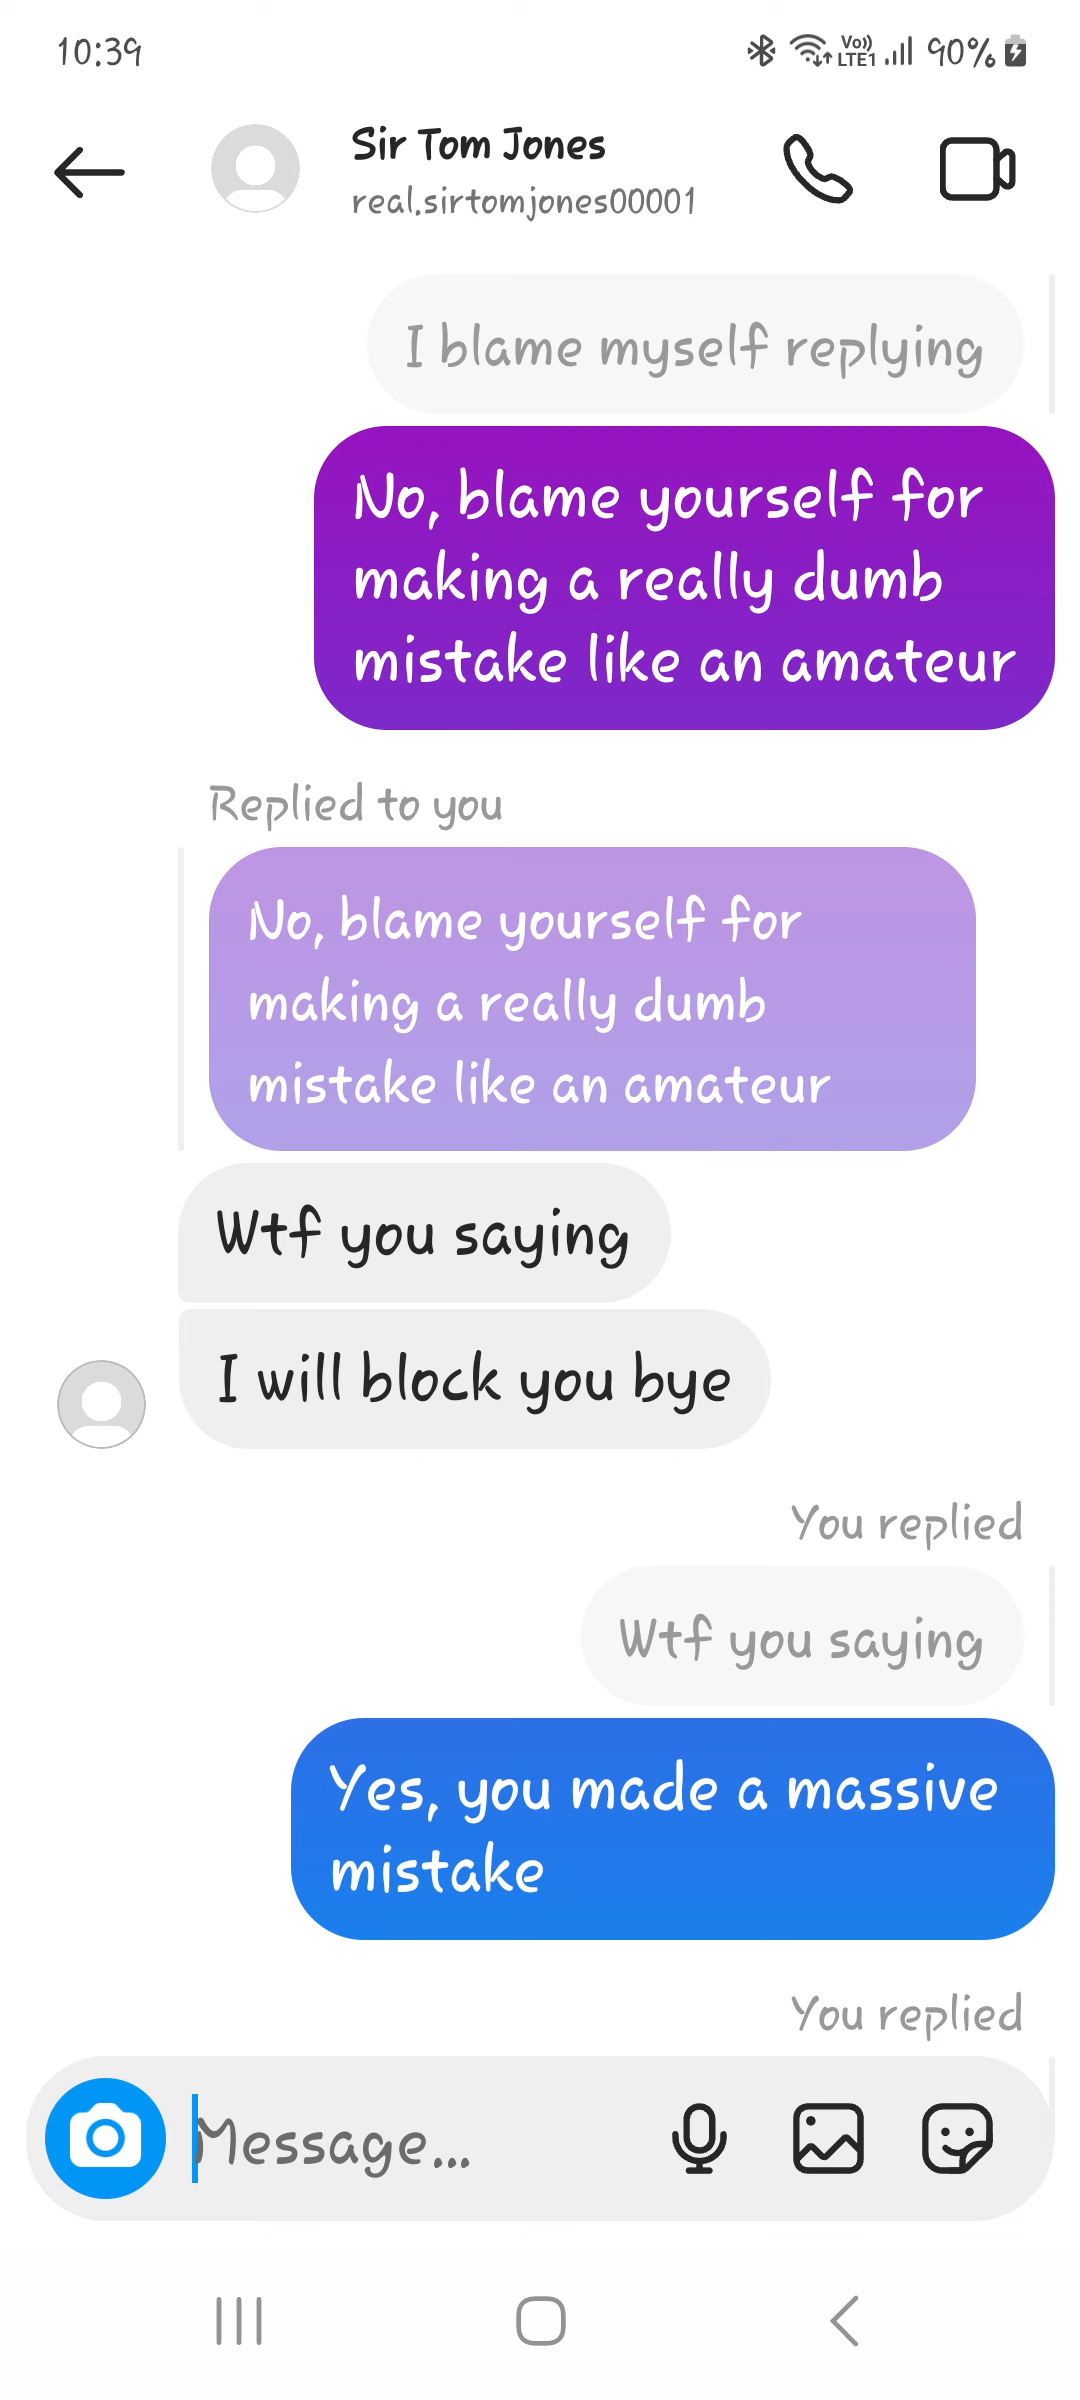 10:39
Vo)) LTE1 90%
Sir Tom Jones
real.sirtomjones00001
I blame myself replying
No, blame yourself for
making a really dumb
mistake like an amateur
Replied to you
No, blame yourself for
making a really dumb
mistake like an amateur
Wtf you saying
I will block you bye
You replied
Wtf you saying
Yes, you made a massive
mistake
You replied
Message...